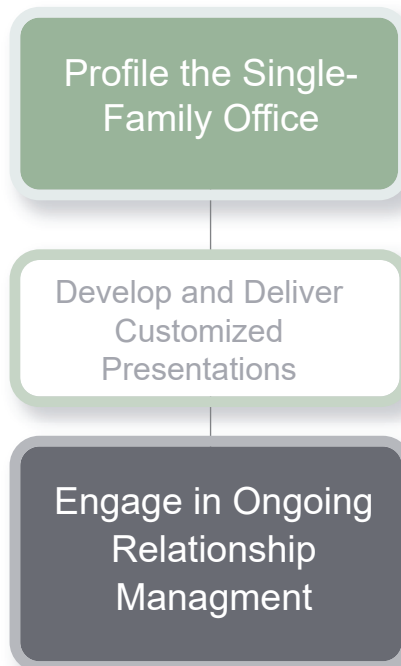 Profile the Single-
Family Office
Develop and Deliver
Customized
Presentations
Engage in Ongoing
Relationship
Managment